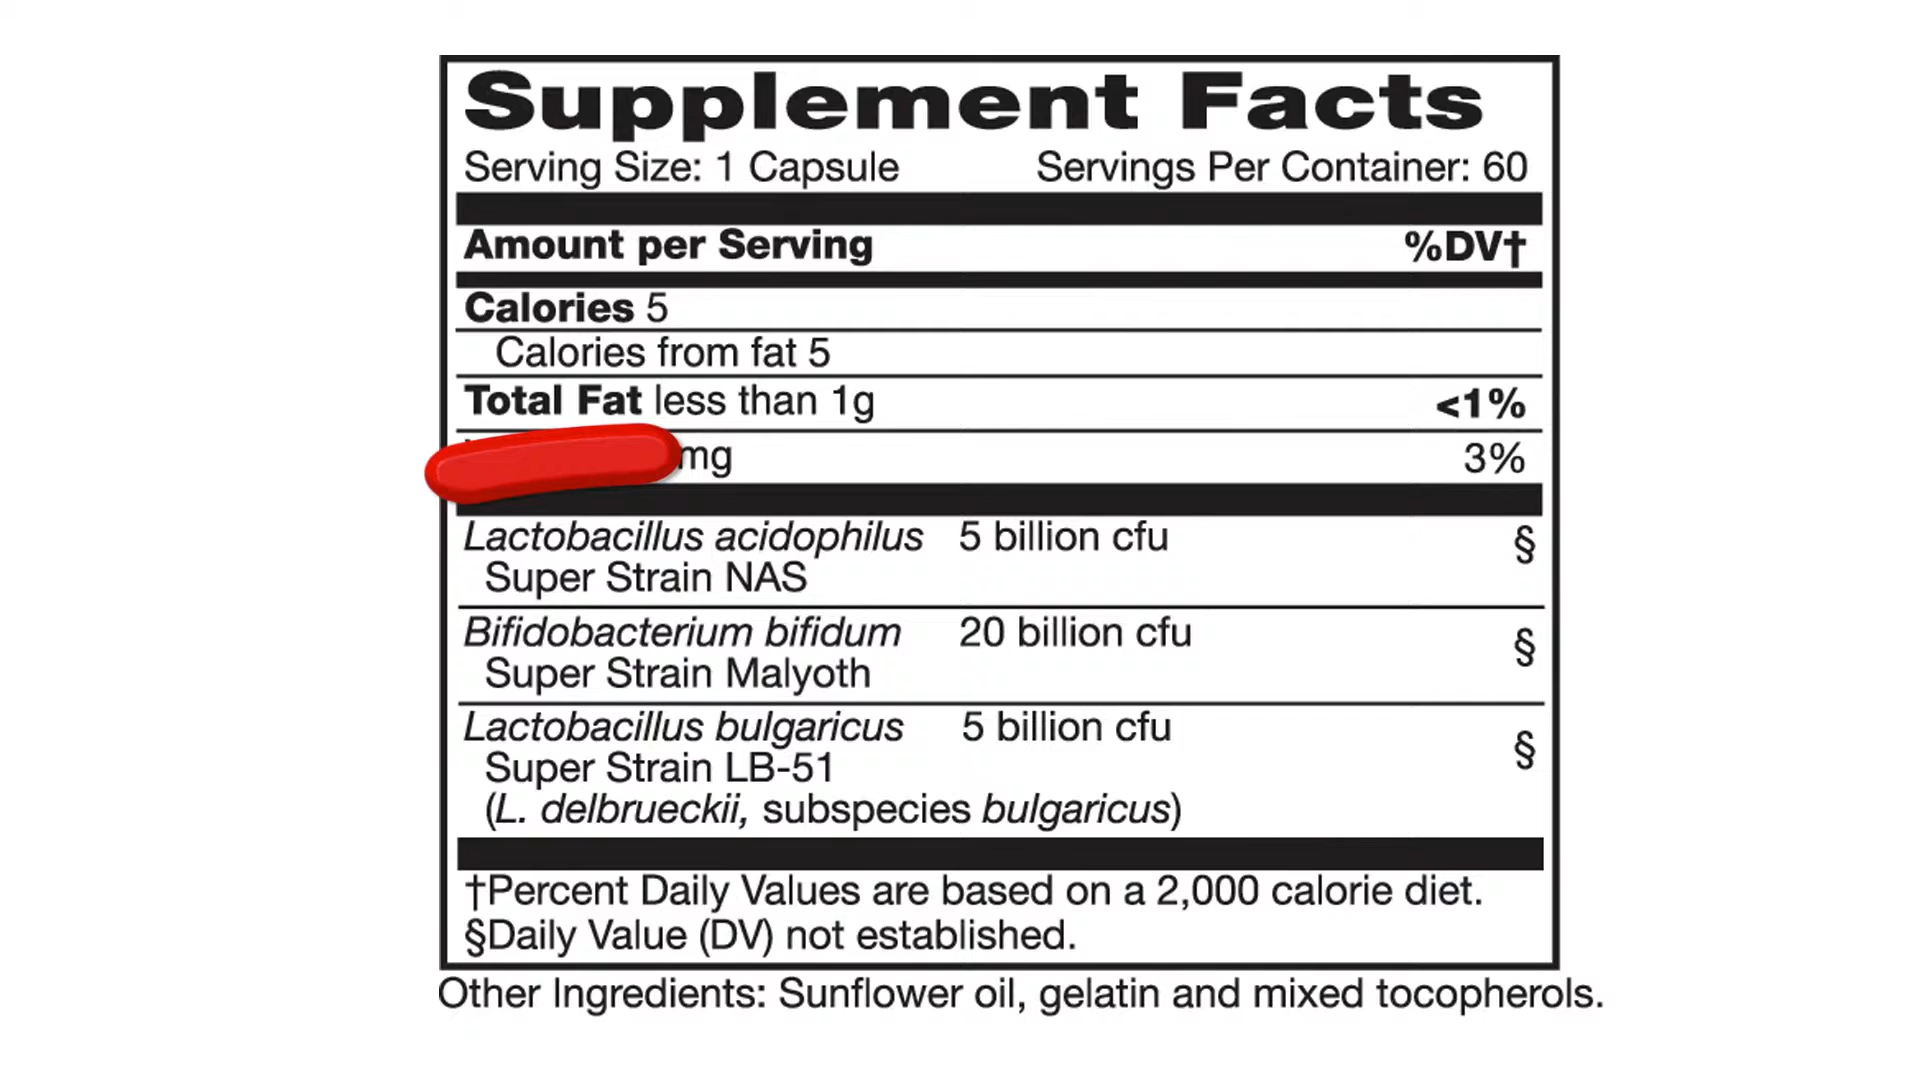 Supplement Facts
Serving Size: 1 Capsule Servings Per Container: 60
Amount per Serving %DV†
Calories 5
Calories from fat 5
Total Fat less than 1g <1%
mg 3%
Lactobacillus acidophilus 5 billion cfu §
Super Strain NAS
Bifidobacterium bifidum 20 billion cfu §
Super Strain Malyoth
Lactobacillus bulgaricus 5 billion cfu §
Super Strain LB-51
(L. delbrueckii, subspecies bulgaricus)
†Percent Daily Values are based on a 2,000 calorie diet.
§Daily Value (DV) not established.
Other Ingredients: Sunflower oil, gelatin and mixed tocopherols.